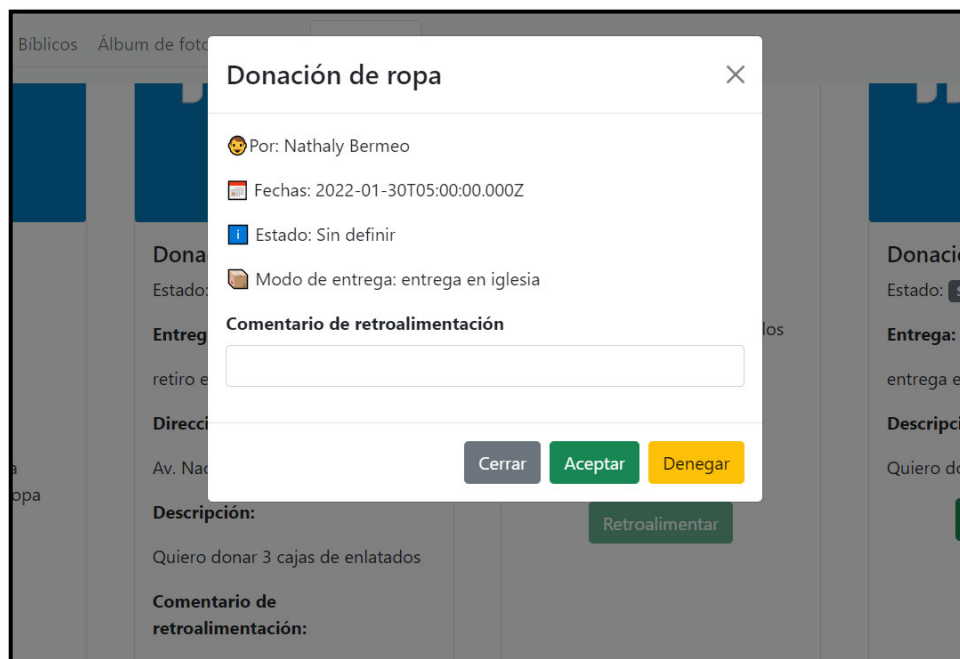 Bíblicos Álbum de foto
Donación de ropa
Por: Nathaly Bermeo
Fechas: 2022-01-30T05:00:00.000Z
Estado: Sin definir
Modo de entrega: entrega en iglesia
Comentario de retroalimentación
Cerrar Aceptar Denegar
opa
Dona
Estado:
Entreg
retiro e
Direcci
Av. Nac
Descripción:
Quiero donar 3 cajas de enlatados
Comentario de
retroalimentación:
los
Retroalimentar
Donaci
Estado:
Entrega:
entrega e
Descripci
Quiero do